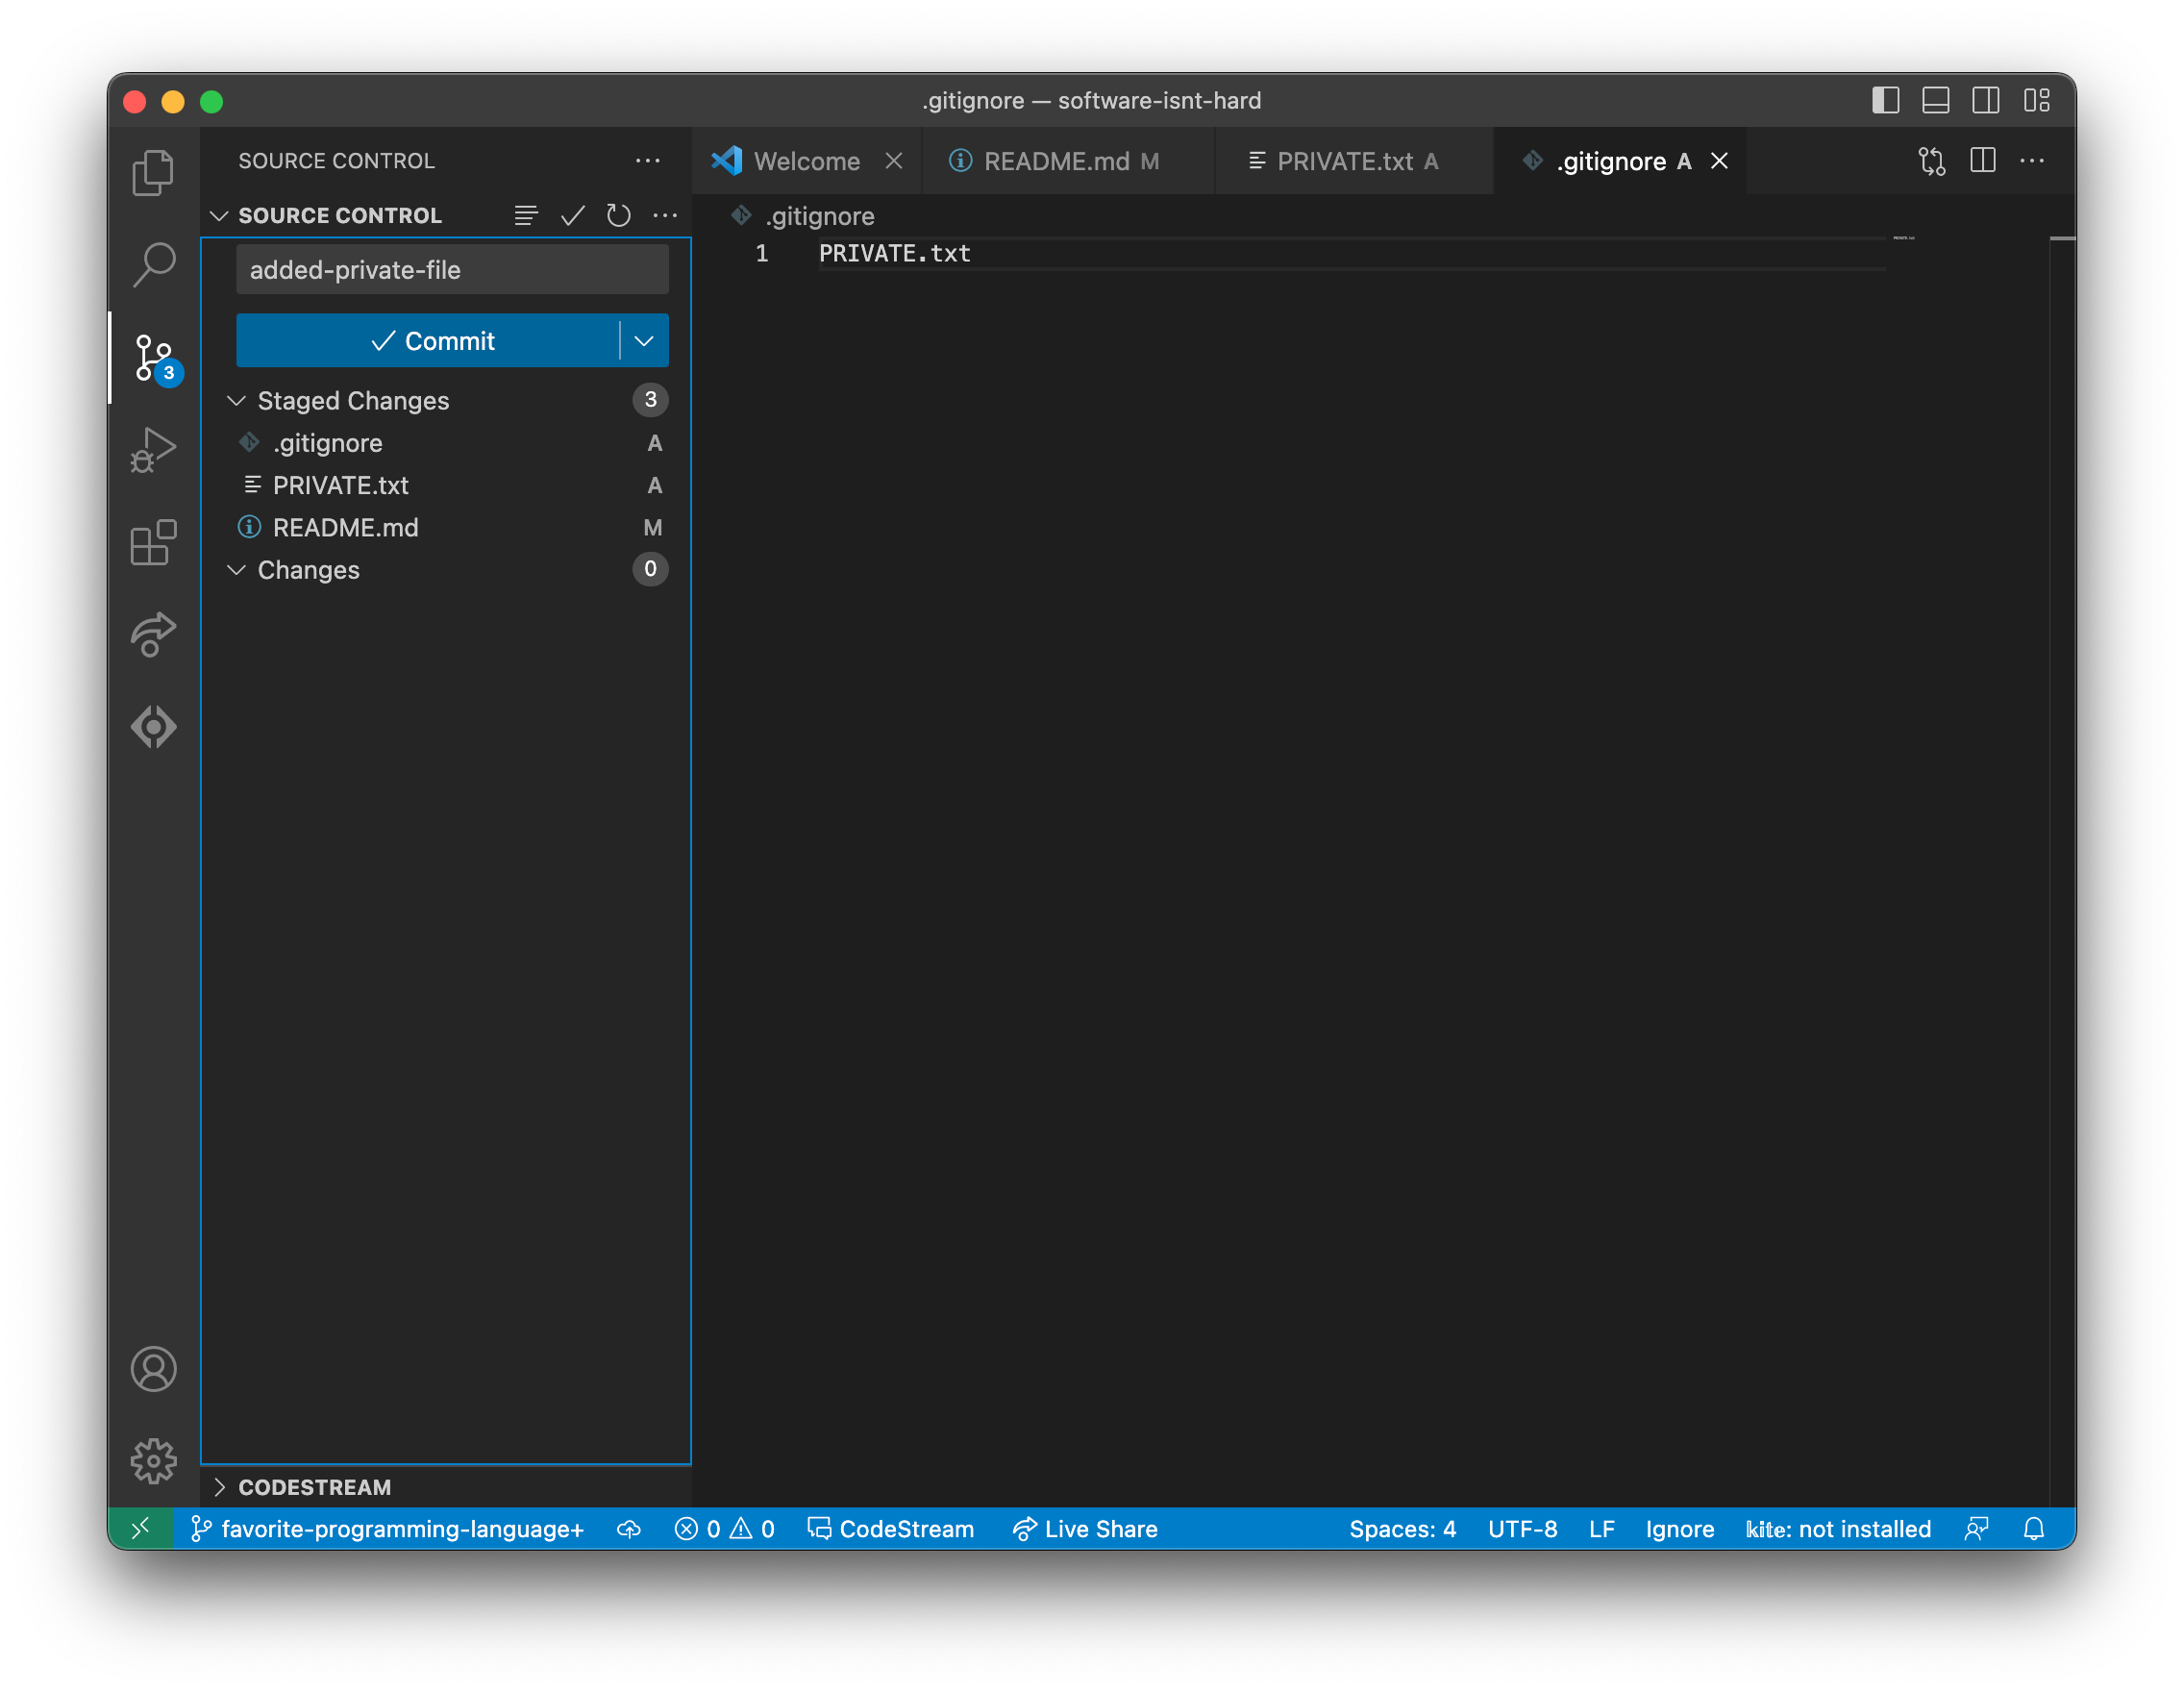 .gitignore — software-isnt-hard
SOURCE CONTROL
Welcome
README.md M
PRIVATE.txt A
.gitignore A
SOURCE CONTROL
.gitignore
added-private-file
1 PRIVATE.txt
Commit
Staged Changes 3
.gitignore A
PRIVATE.txt A
README.md M
Changes 0
3
CODESTREAM
favorite-programming-language+ 0 0 CodeStream Live Share Spaces: 4 UTF-8 LF Ignore kite: not installed